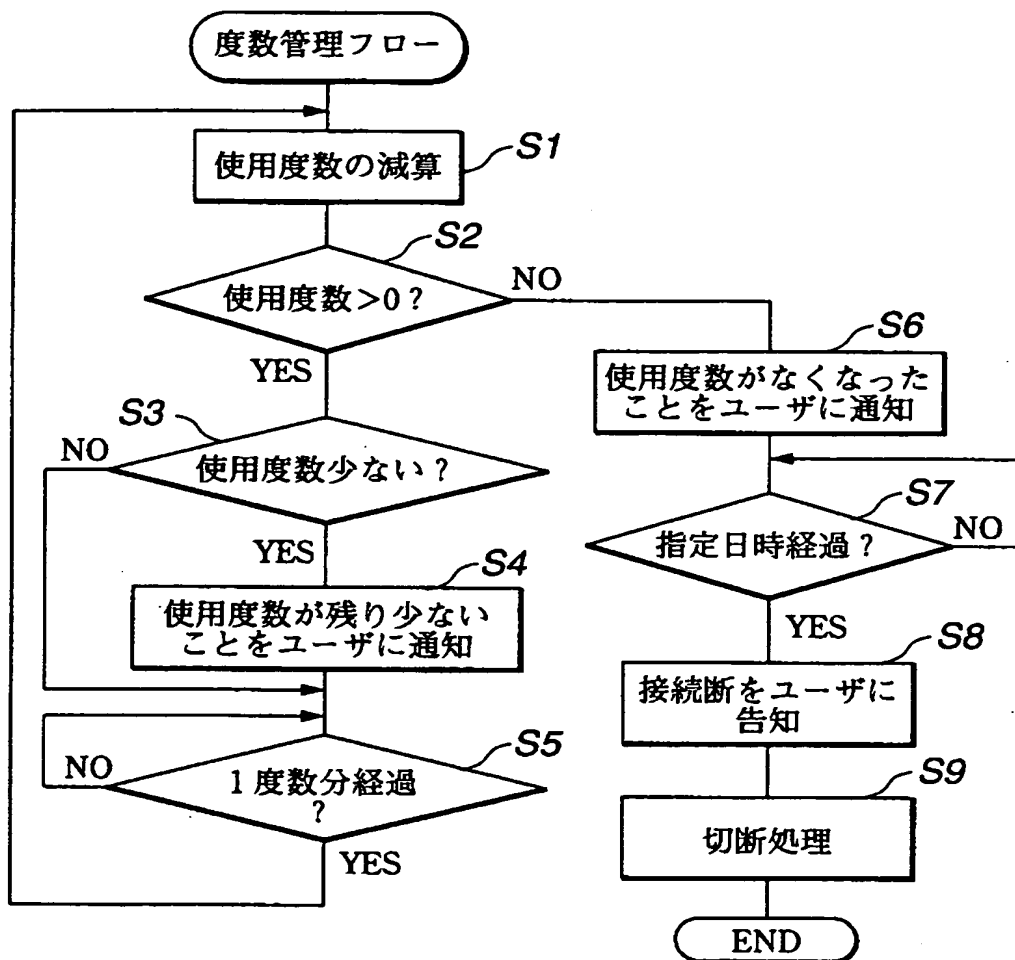 度数管理フロー
使用度数の減算
S1
使用度数>0?
S2
NO
YES
使用度数少ない?
S3
NO
YES
使用度数が残り少ない
ことをユーザに通知
S4
1度数分経過
?
S5
NO
YES
使用度数がなくなった
ことをユーザに通知
S6
指定日時経過?
S7
NO
YES
接続断をユーザに
告知
S8
切断処理
S9
END